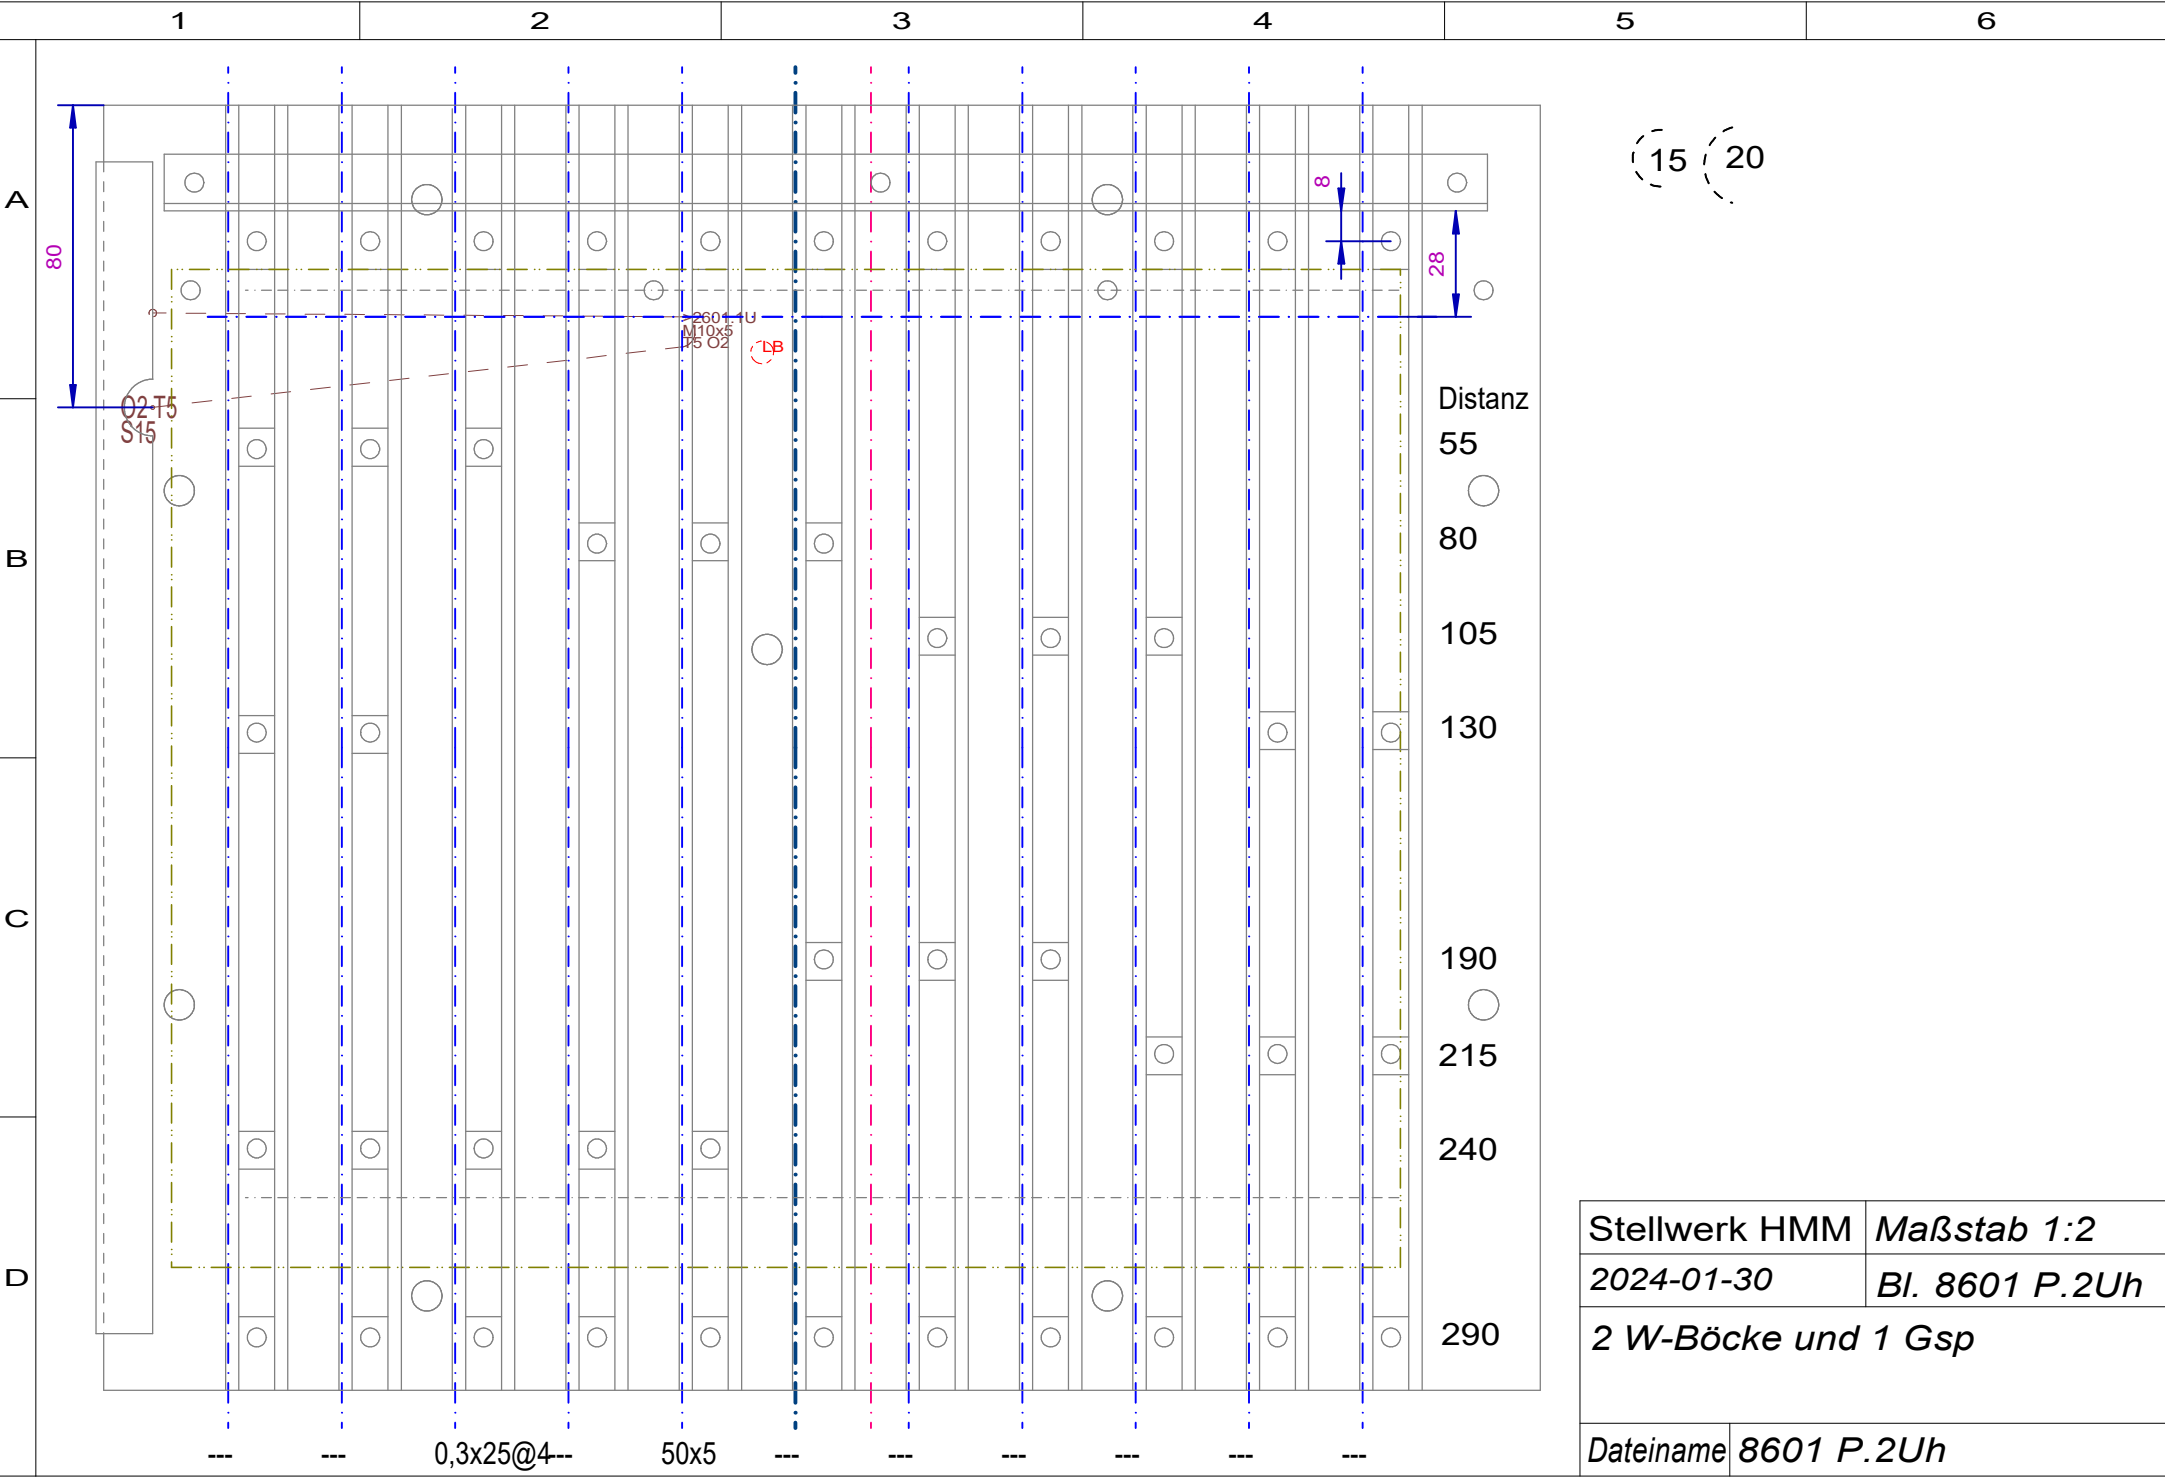 1 2 3 4 5 6
A
B
C
D
80
8
28
15 20
2601.1U
M10x5
T5 O2
LB
O2-T5
S15
Distanz
55
80
105
130
190
215
240
290
--- --- 0,3x25@4--- 50x5 --- --- --- --- --- ---
Stellwerk HMM Maßstab 1:2
2024-01-30 Bl. 8601 P.2Uh
2 W-Böcke und 1 Gsp
Dateiname 8601 P.2Uh